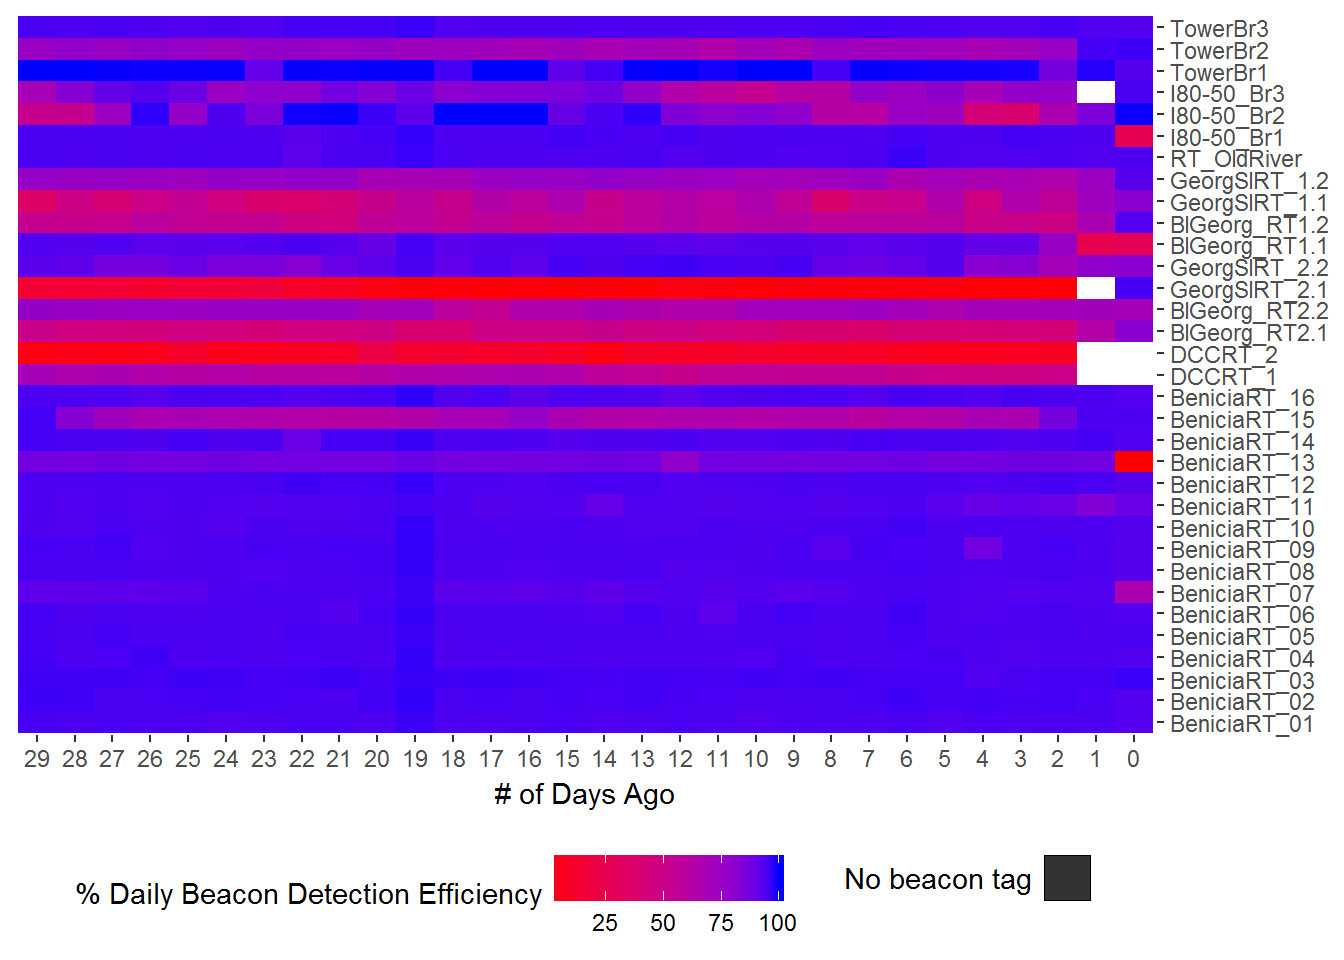 TowerBr3
TowerBr2
TowerBr1
I80-50_Br3
I80-50_Br2
I80-50_Br1
RT_OldRiver
GeorgSlRT_1.2
GeorgSlRT_1.1
BlGeorg_RT1.2
BlGeorg_RT1.1
GeorgSlRT_2.2
GeorgSlRT_2.1
BlGeorg_RT2.2
BlGeorg_RT2.1
DCCRT_2
DCCRT_1
BeniciaRT_16
BeniciaRT_15
BeniciaRT_14
BeniciaRT_13
BeniciaRT_12
BeniciaRT_11
BeniciaRT_10
BeniciaRT_09
BeniciaRT_08
BeniciaRT_07
BeniciaRT_06
BeniciaRT_05
BeniciaRT_04
BeniciaRT_03
BeniciaRT_02
BeniciaRT_01
29 28 27 26 25 24 23 22 21 20 19 18 17 16 15 14 13 12 11 10 9 8 7 6 5 4 3 2 1 0
# of Days Ago
% Daily Beacon Detection Efficiency
25 50 75 100
No beacon tag